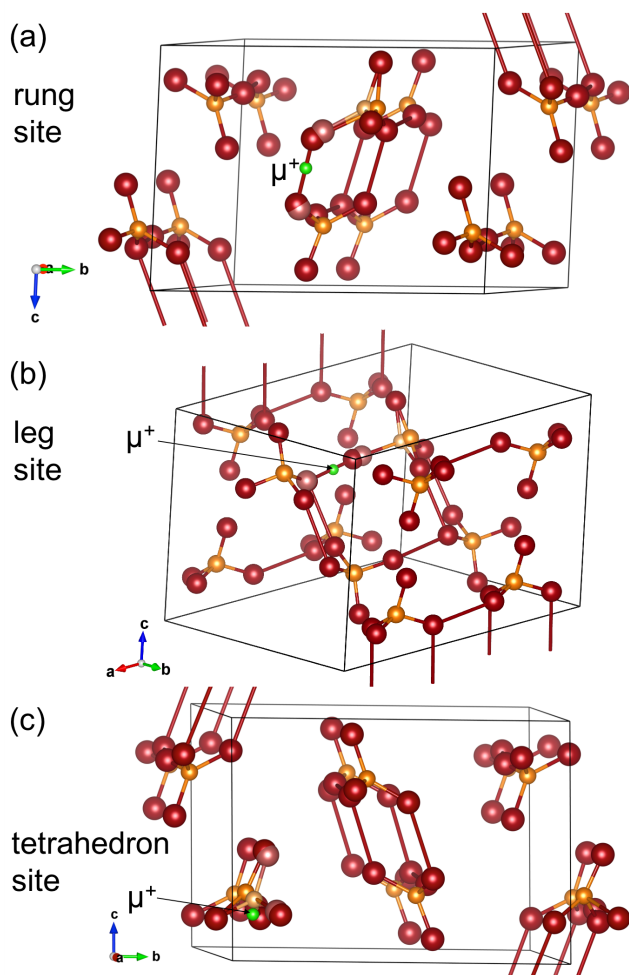 (a)
rung
site
μ+
a b
c
(b)
leg
site
μ+
c
a b
(c)
tetrahedron
site
μ+
c
a b